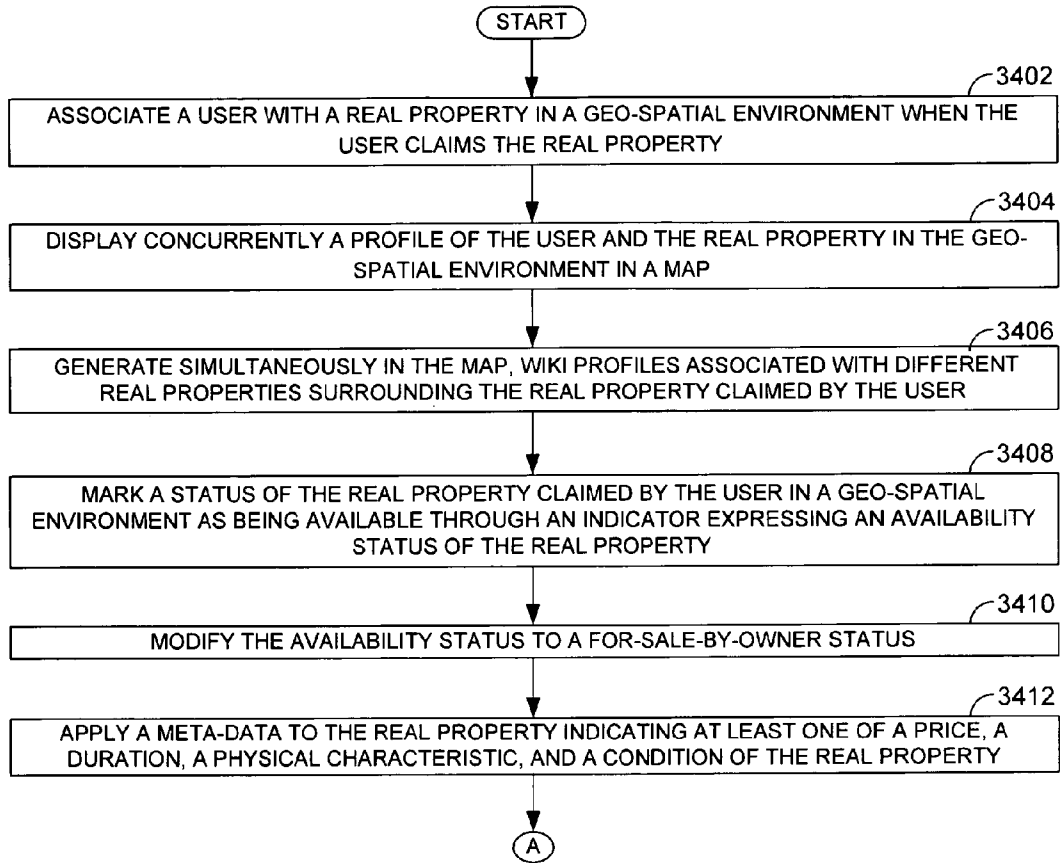 START
3402
ASSOCIATE A USER WITH A REAL PROPERTY IN A GEO-SPATIAL ENVIRONMENT WHEN THE
USER CLAIMS THE REAL PROPERTY
3404
DISPLAY CONCURRENTLY A PROFILE OF THE USER AND THE REAL PROPERTY IN THE GEO-
SPATIAL ENVIRONMENT IN A MAP
3406
GENERATE SIMULTANEOUSLY IN THE MAP, WIKI PROFILES ASSOCIATED WITH DIFFERENT
REAL PROPERTIES SURROUNDING THE REAL PROPERTY CLAIMED BY THE USER
3408
MARK A STATUS OF THE REAL PROPERTY CLAIMED BY THE USER IN A GEO-SPATIAL
ENVIRONMENT AS BEING AVAILABLE THROUGH AN INDICATOR EXPRESSING AN AVAILABILITY
STATUS OF THE REAL PROPERTY
3410
MODIFY THE AVAILABILITY STATUS TO A FOR-SALE-BY-OWNER STATUS
3412
APPLY A META-DATA TO THE REAL PROPERTY INDICATING AT LEAST ONE OF A PRICE, A
DURATION, A PHYSICAL CHARACTERISTIC, AND A CONDITION OF THE REAL PROPERTY
A